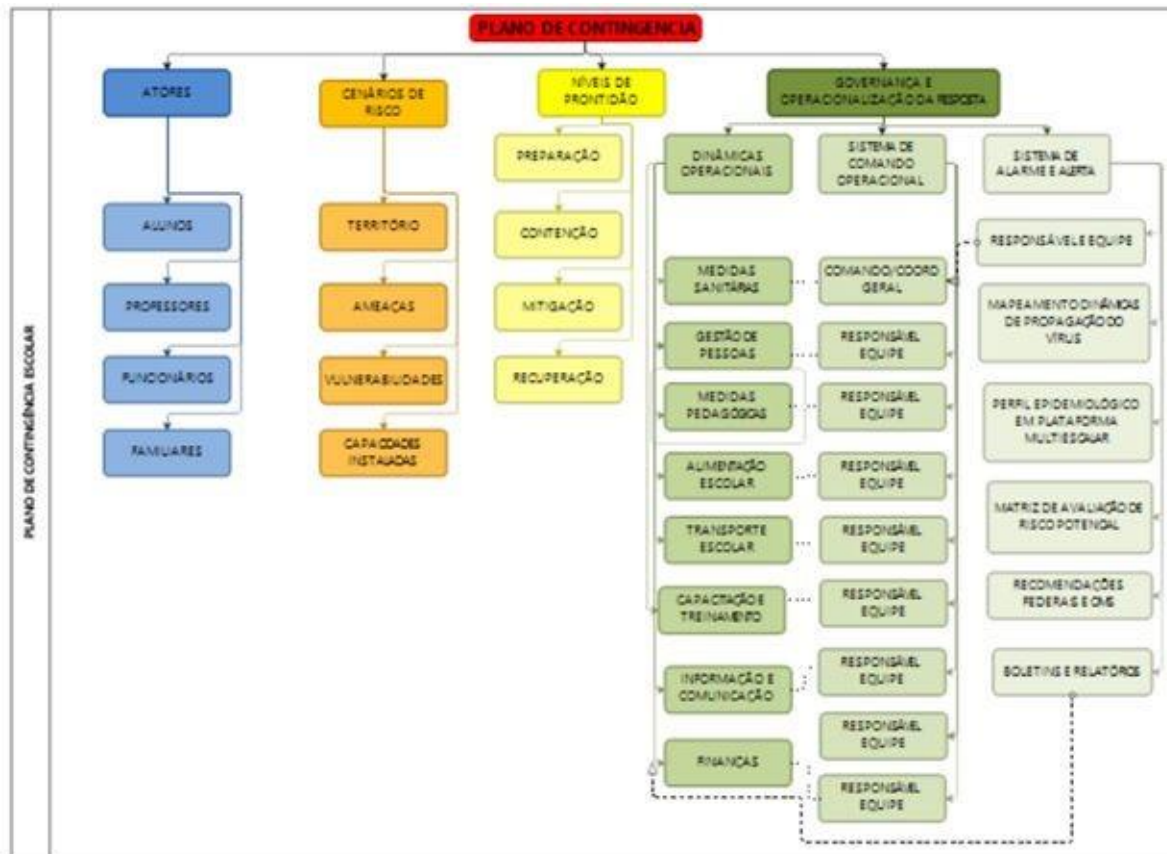 PLANO DE CONTINGÊNCIA ESCOLAR
PLANO DE CONTINGENCIA
ATORES
CENÁRIOS DE
RISCO
NÍVEIS DE
PRONTIDÃO
GOVERNANÇA E
OPERACIONALIZAÇÃO DA RESPOSTA
ALUNOS
PROFESSORES
FUNCIONÁRIOS
FAMILIARES
TERRITÓRIO
AMEAÇAS
VULNERABILIDADES
CAPACIDADES
INSTALADAS
PREPARAÇÃO
CONTENÇÃO
MITIGAÇÃO
RECUPERAÇÃO
DINÂMICAS
OPERACIONAIS
MEDIDAS
SANITÁRIAS
GESTÃO DE
PESSOAS
MEDIDAS
PEDAGÓGICAS
ALIMENTAÇÃO
ESCOLAR
TRANSPORTE
ESCOLAR
CAPACITAÇÃO E
TREINAMENTO
INFORMAÇÃO E
COMUNICAÇÃO
FINANÇAS
SISTEMA DE
COMANDO
OPERACIONAL
COMANDO/COORD
GERAL
RESPONSÁVEL
EQUIPE
RESPONSÁVEL
EQUIPE
RESPONSÁVEL
EQUIPE
RESPONSÁVEL
EQUIPE
RESPONSÁVEL
EQUIPE
RESPONSÁVEL
EQUIPE
RESPONSÁVEL
EQUIPE
RESPONSÁVEL
EQUIPE
SISTEMA DE
ALARME E ALERTA
RESPONSÁVEL E EQUIPE
MAPEAMENTO DINÂMICAS
DE PROPAGAÇÃO DO
VÍRUS
PERFIL EPIDEMIOLÓGICO
EM PLATAFORMA
MULTIESCALAR
MATRIZ DE AVALIAÇÃO DE
RISCO POTENCIAL
RECOMENDAÇÕES
FEDERAIS E OMS
BOLETINS E RELATÓRIOS